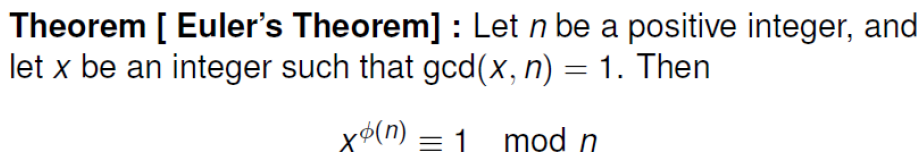 Theorem [ Euler's Theorem] : Let n be a positive integer, and
let x be an integer such that gcd(x, n) = 1. Then
x^{ϕ(n)} ≡ 1 mod n